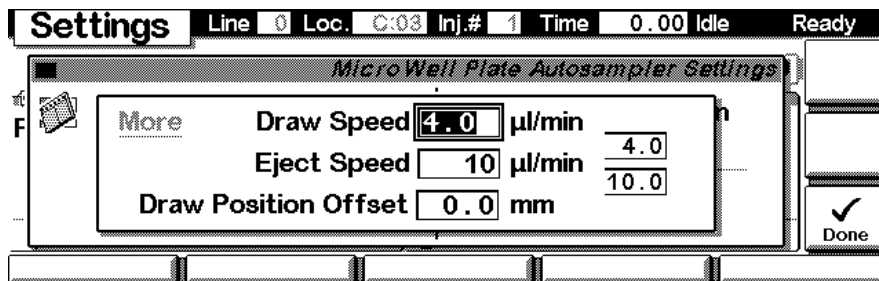 Settings Line 0 Loc. C:03 Inj.# 1 Time 0.00 Idle Ready
MicroWell Plate Autosampler Settings
More Draw Speed 4.0 µl/min 4.0
Eject Speed 10 µl/min 10.0
Draw Position Offset 0.0 mm
Done